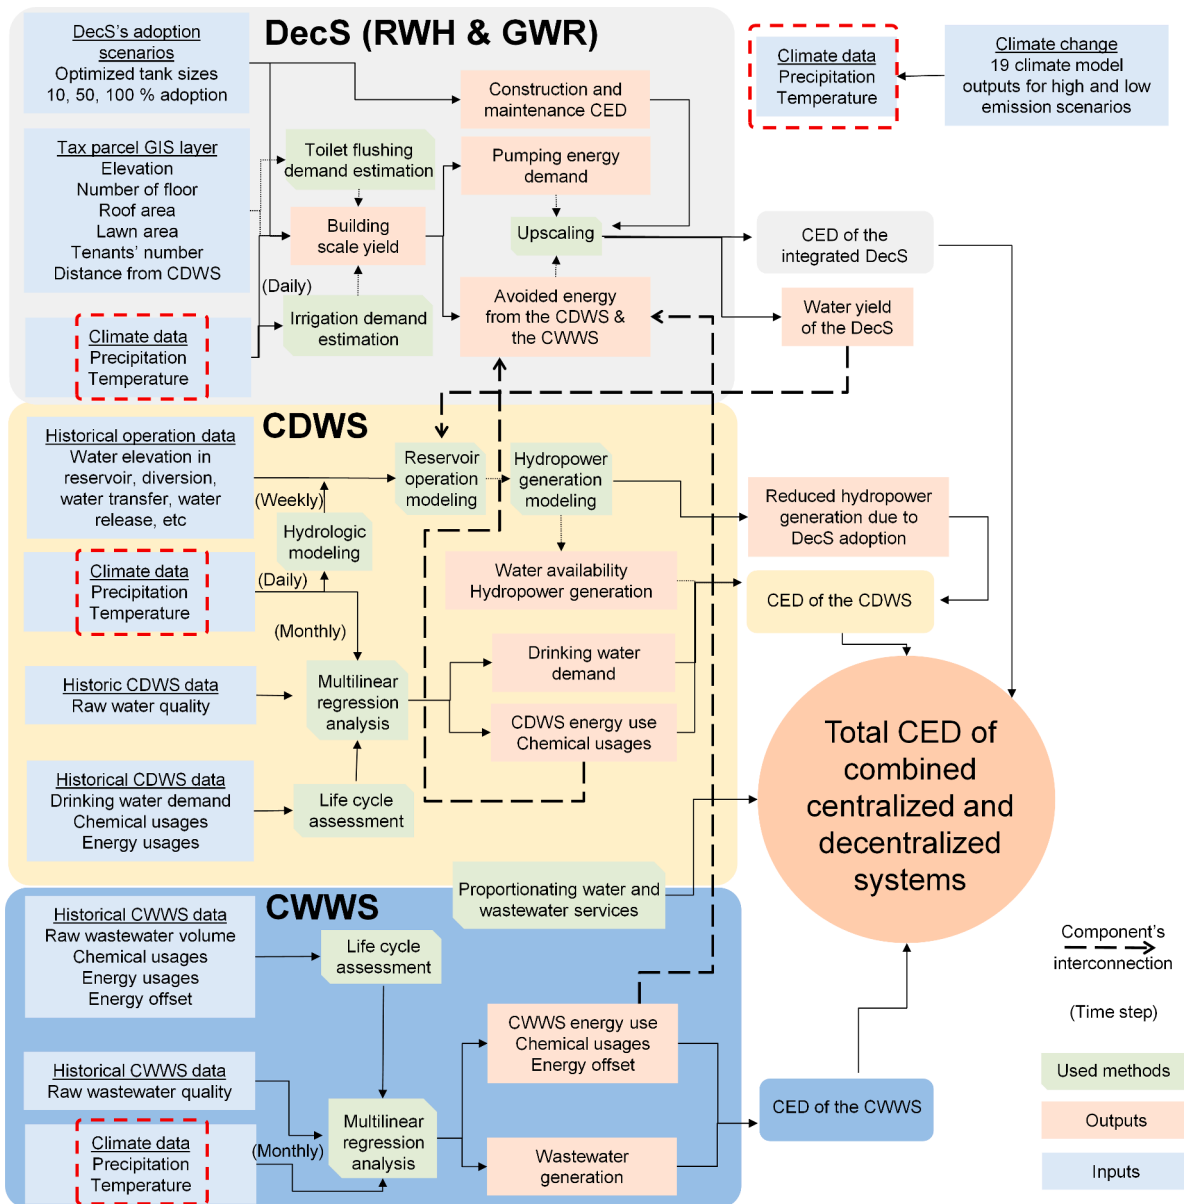 DecS (RWH & GWR)
DecS's adoption
scenarios
Optimized tank sizes
10, 50, 100 % adoption
Tax parcel GIS layer
Elevation
Number of floor
Roof area
Lawn area
Tenants' number
Distance from CDWS
(Daily)
Climate data
Precipitation
Temperature
Toilet flushing
demand estimation
Building
scale yield
Irrigation demand
estimation
Construction and
maintenance CED
Pumping energy
demand
Upscaling
Avoided energy
from the CDWS &
the CWWS
Climate data
Precipitation
Temperature
Climate change
19 climate model
outputs for high and low
emission scenarios
CED of the
integrated DecS
Water yield
of the DecS
CDWS
Historical operation data
Water elevation in
reservoir, diversion,
water transfer, water
release, etc
(Weekly)
Hydrologic
modeling
Climate data
Precipitation
Temperature
(Daily)
(Monthly)
Historic CDWS data
Raw water quality
Historical CDWS data
Drinking water demand
Chemical usages
Energy usages
Multilinear
regression
analysis
Life cycle
assessment
Reservoir
operation
modeling
Hydropower
generation
modeling
Water availability
Hydropower generation
Drinking water
demand
CDWS energy use
Chemical usages
Reduced hydropower
generation due to
DecS adoption
CED of the CDWS
Total CED of
combined
centralized and
decentralized
systems
Proportionating water and
wastewater services
CWWS
Historical CWWS data
Raw wastewater volume
Chemical usages
Energy usages
Energy offset
Life cycle
assessment
Historical CWWS data
Raw wastewater quality
Climate data
Precipitation
Temperature
(Monthly)
Multilinear
regression
analysis
CWWS energy use
Chemical usages
Energy offset
Wastewater
generation
CED of the CWWS
Component's
interconnection
(Time step)
Used methods
Outputs
Inputs